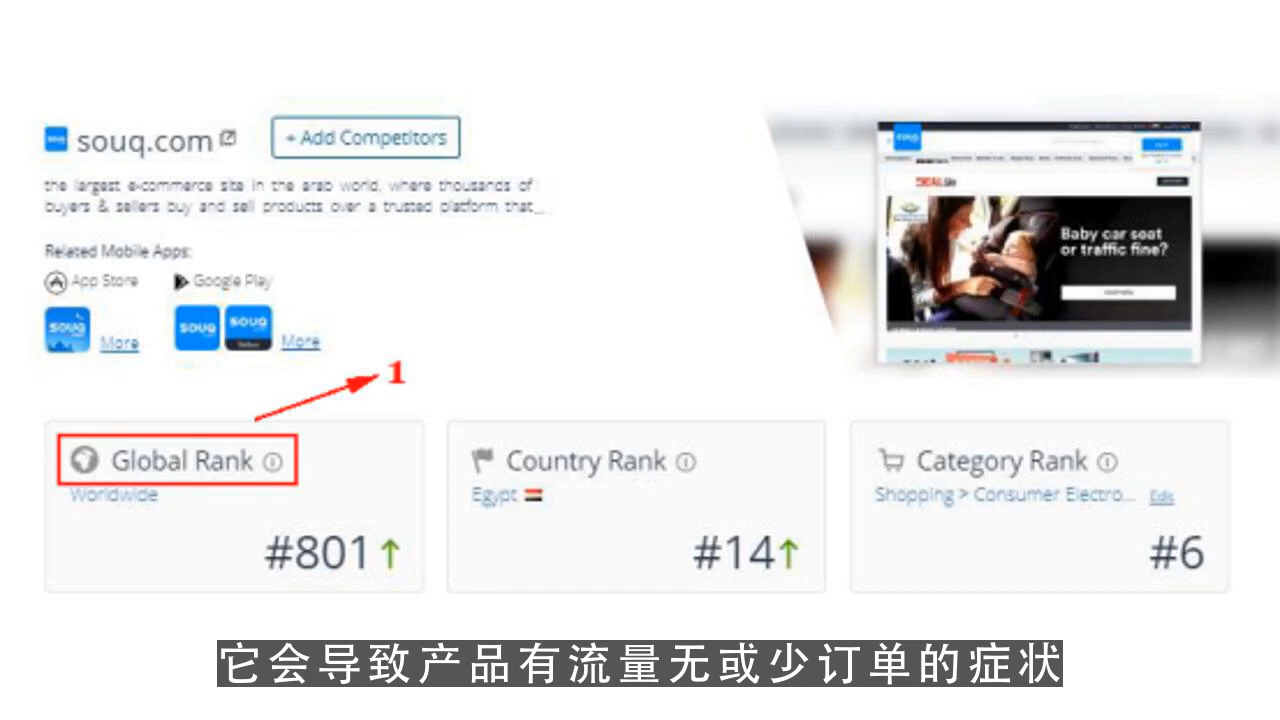 souq.com
+ Add Competitors
the largest e-commerce site in the arab world, where thousands of
buyers & sellers buy and sell products over a trusted platform that...
Related Mobile Apps:
App Store
Google Play
souq
More
souq
souq
More
1
souq
DEAL
Baby car seat
or traffic fine?
Global Rank
Worldwide
#801
Country Rank
Egypt
#14
Category Rank
Shopping > Consumer Electro...
Edit
#6
它会导致产品有流量无或少订单的症状